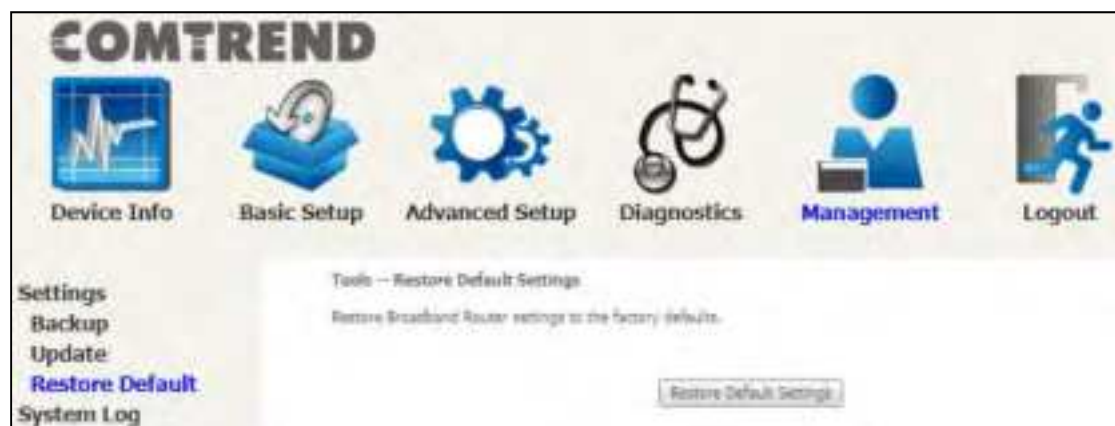 COMTREND
Device Info Basic Setup Advanced Setup Diagnostics Management Logout
Settings
Backup
Update
Restore Default
System Log
Tools -- Restore Default Settings
Restore Broadband Router settings to the factory defaults.
Restore Default Settings